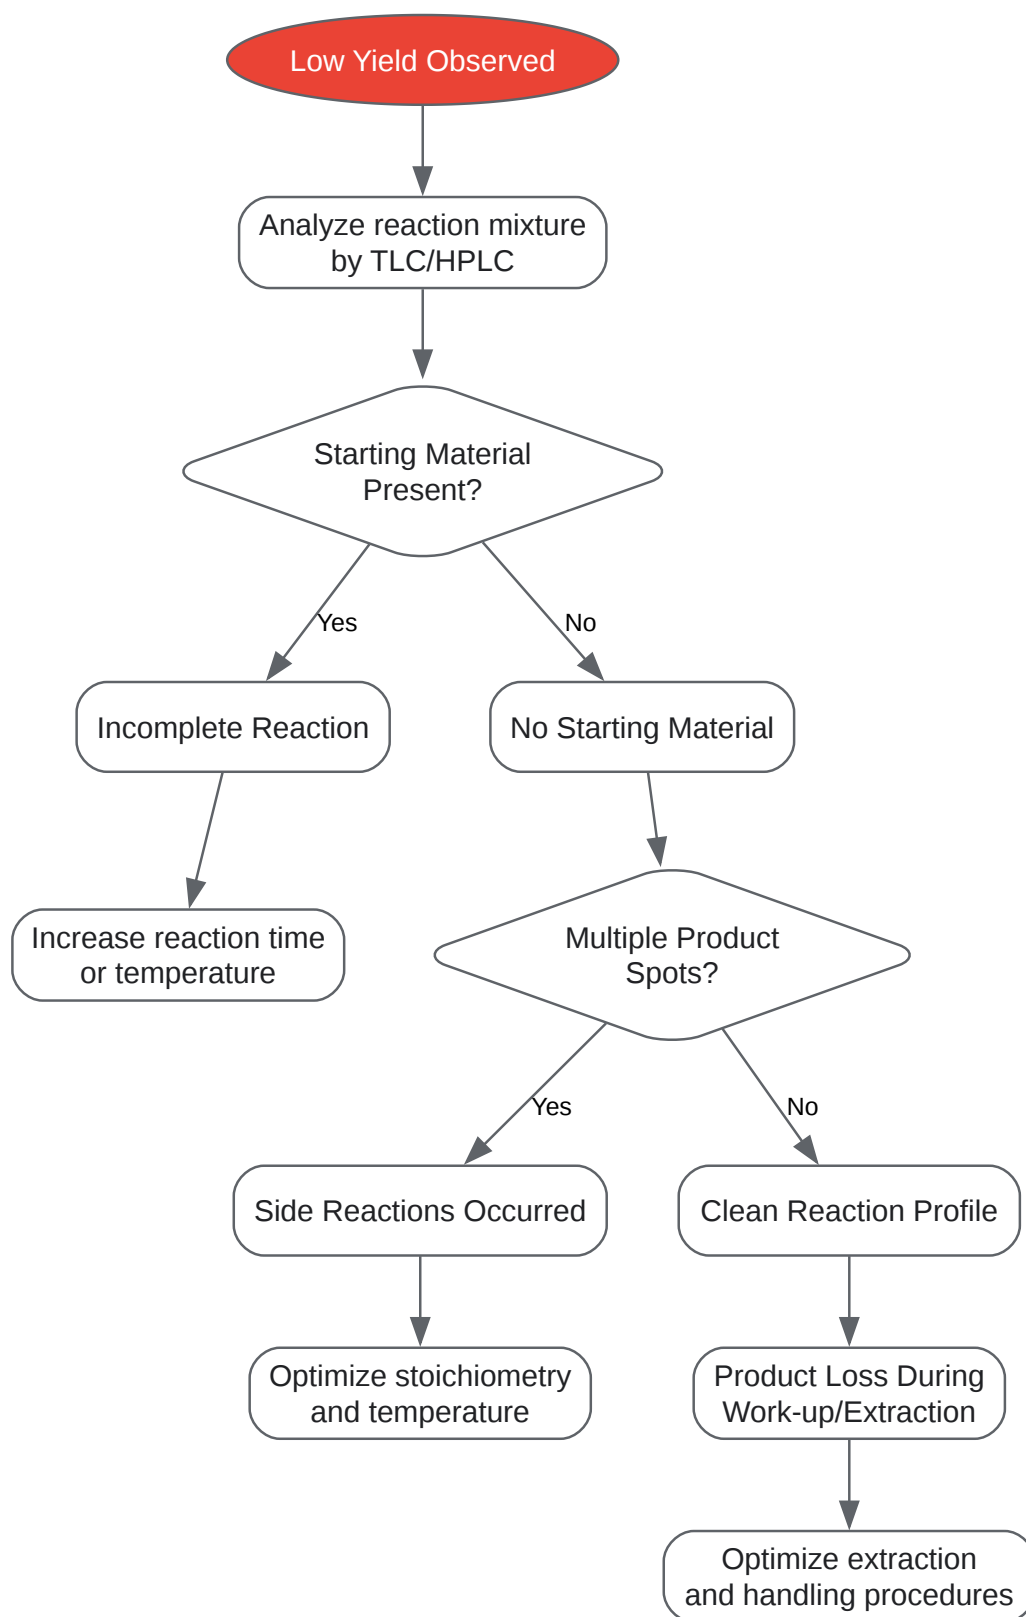 Low Yield Observed
Analyze reaction mixture
by TLC/HPLC
Starting Material
Present?
Yes
No
Incomplete Reaction
No Starting Material
Increase reaction time
or temperature
Multiple Product
Spots?
Yes
No
Side Reactions Occurred
Clean Reaction Profile
Optimize stoichiometry
and temperature
Product Loss During
Work-up/Extraction
Optimize extraction
and handling procedures